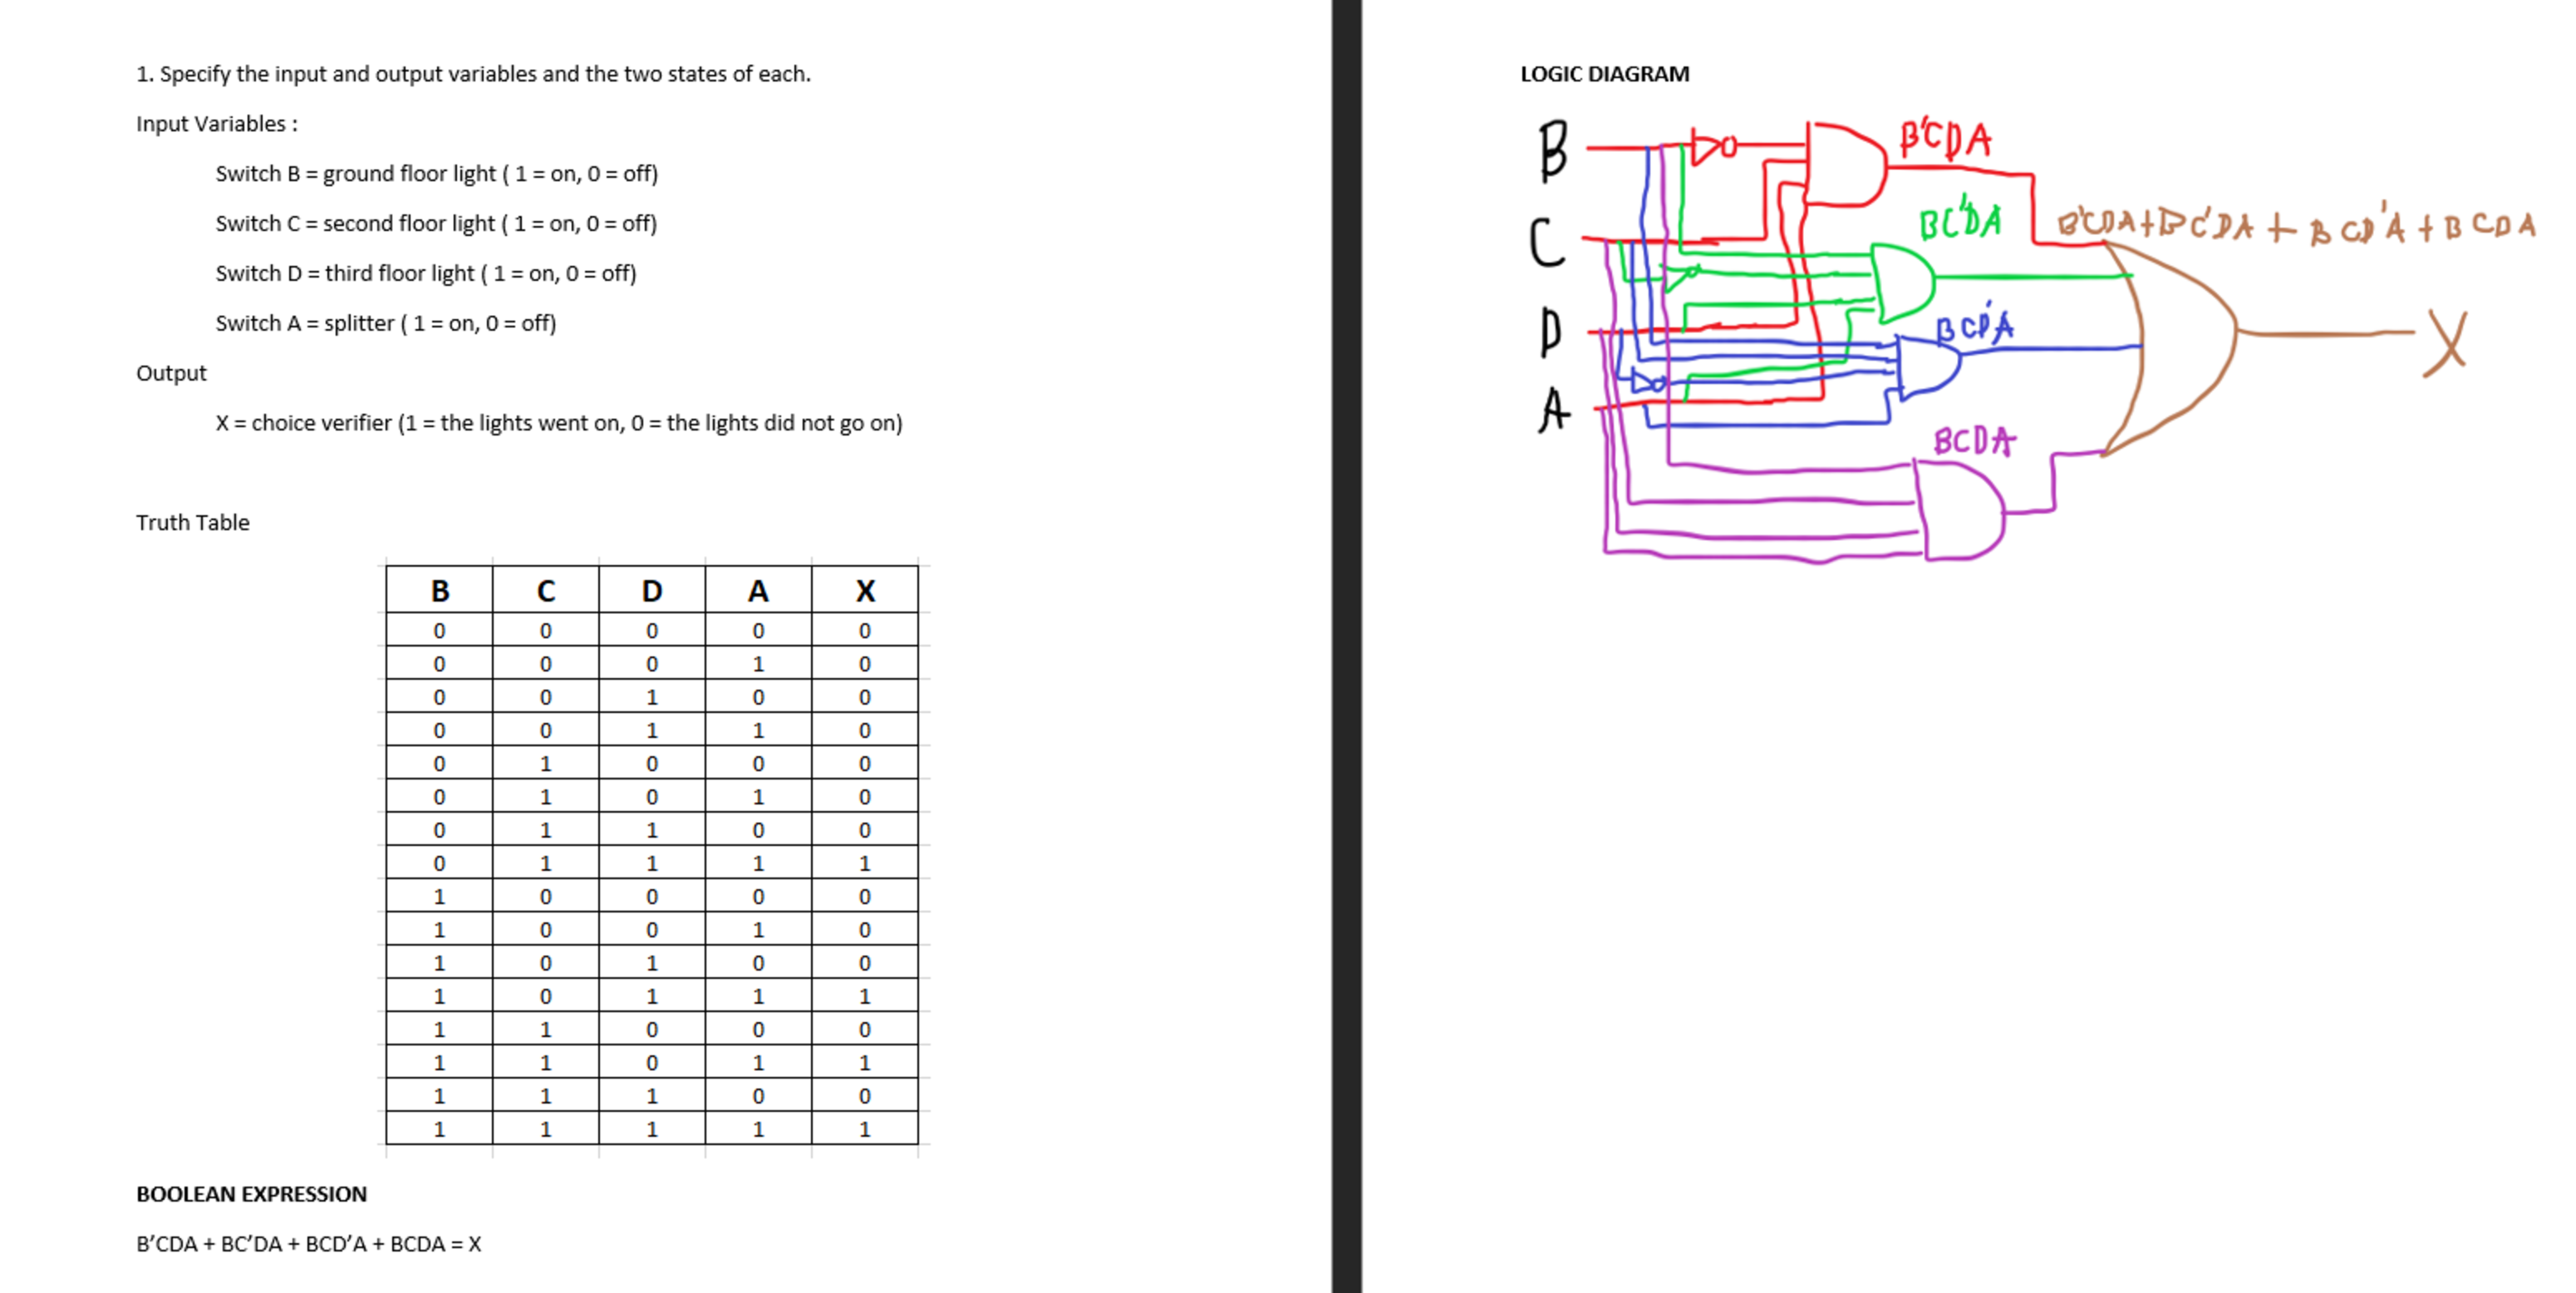 1. Specify the input and output variables and the two states of each.
Input Variables :
Switch B = ground floor light ( 1 = on, 0 = off)
Switch C = second floor light ( 1 = on, 0 = off)
Switch D = third floor light ( 1 = on, 0 = off)
Switch A = splitter ( 1 = on, 0 = off)
Output
X = choice verifier (1 = the lights went on, 0 = the lights did not go on)
Truth Table
B C D A X
0 0 0 0 0
0 0 0 1 0
0 0 1 0 0
0 0 1 1 0
0 1 0 0 0
0 1 0 1 0
0 1 1 0 0
0 1 1 1 1
1 0 0 0 0
1 0 0 1 0
1 0 1 0 0
1 0 1 1 1
1 1 0 0 0
1 1 0 1 1
1 1 1 0 0
1 1 1 1 1
BOOLEAN EXPRESSION
B’CDA + BC’DA + BCD’A + BCDA = X
LOGIC DIAGRAM
B
B'CDA
C
BC'DA
B'CDA+BC'DA + BCD'A + BCDA
D
BCD'A
X
A
BCDA